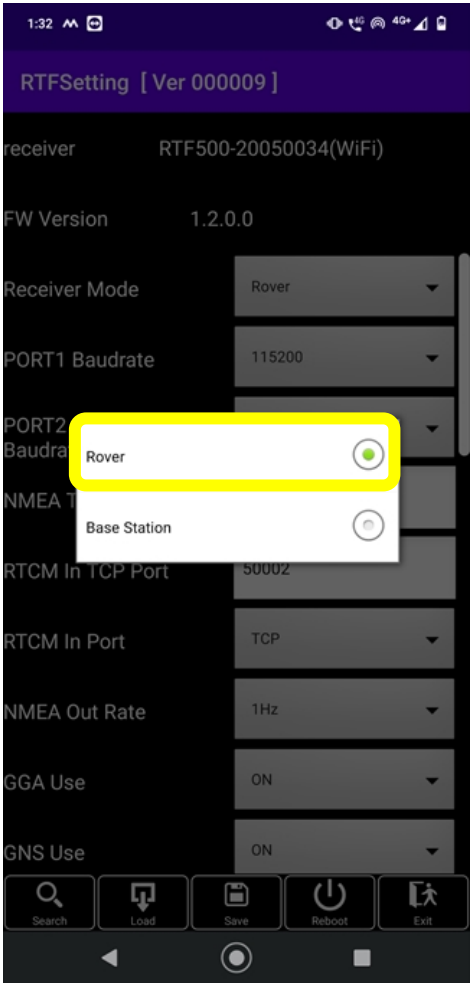 1:32 4G 4G+
RTFSetting [ Ver 000009 ]
receiver RTF500-20050034(WiFi)
FW Version 1.2.0.0
Receiver Mode Rover
PORT1 Baudrate 115200
PORT2
Baudra
Rover
NMEA T
Base Station
RTCM In TCP Port 50002
RTCM In Port TCP
NMEA Out Rate 1Hz
GGA Use ON
GNS Use ON
Search Load Save Reboot Exit